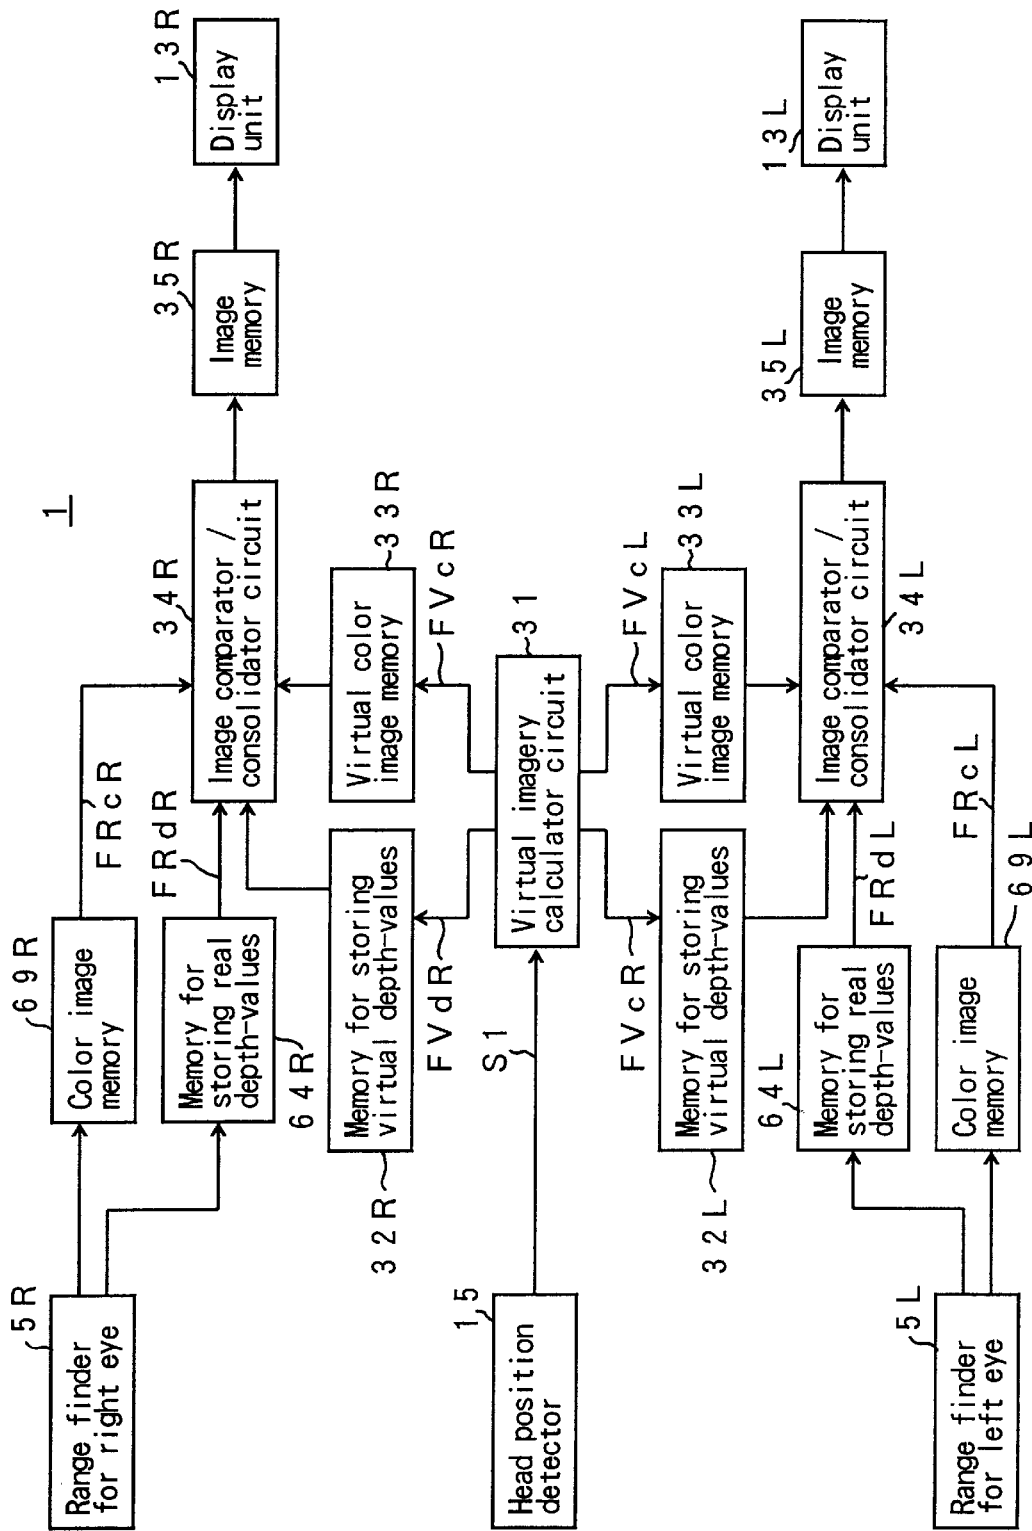 1
5R
Range finder
for right eye
69R
Color image
memory
FRcR
Memory for
storing real
depth-values
64R
FRdR
34R
Image comparator /
consolidator circuit
35R
Image
memory
13R
Display
unit
32R
Memory for storing
virtual depth-values
33R
Virtual color
image memory
FVdR
FVcR
15
Head position
detector
S1
31
Virtual imagery
calculator circuit
FVcR
FVcL
32L
Memory for storing
virtual depth-values
33L
Virtual color
image memory
64L
Memory for
storing real
depth-values
FRdL
34L
Image comparator /
consolidator circuit
35L
Image
memory
13L
Display
unit
5L
Range finder
for left eye
69L
Color image
memory
FRcL